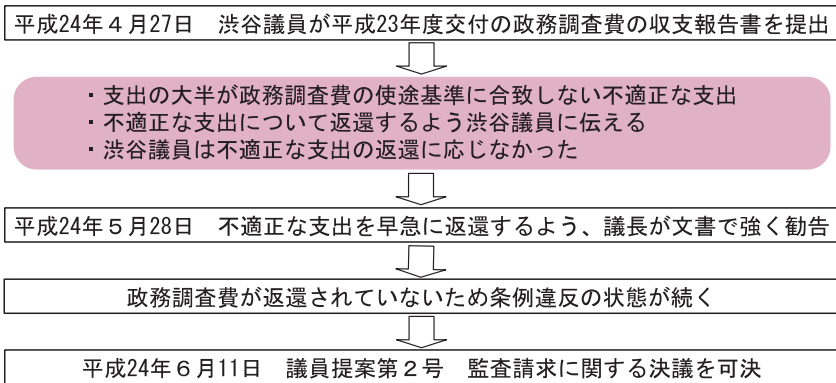 平成24年４月27日　渋谷議員が平成23年度交付の政務調査費の収支報告書を提出
・支出の大半が政務調査費の使途基準に合致しない不適正な支出
・不適正な支出について返還するよう渋谷議員に伝える
・渋谷議員は不適正な支出の返還に応じなかった
平成24年５月28日　不適正な支出を早急に返還するよう、議長が文書で強く勧告
政務調査費が返還されていないため条例違反の状態が続く
平成24年６月11日　議員提案第２号　監査請求に関する決議を可決